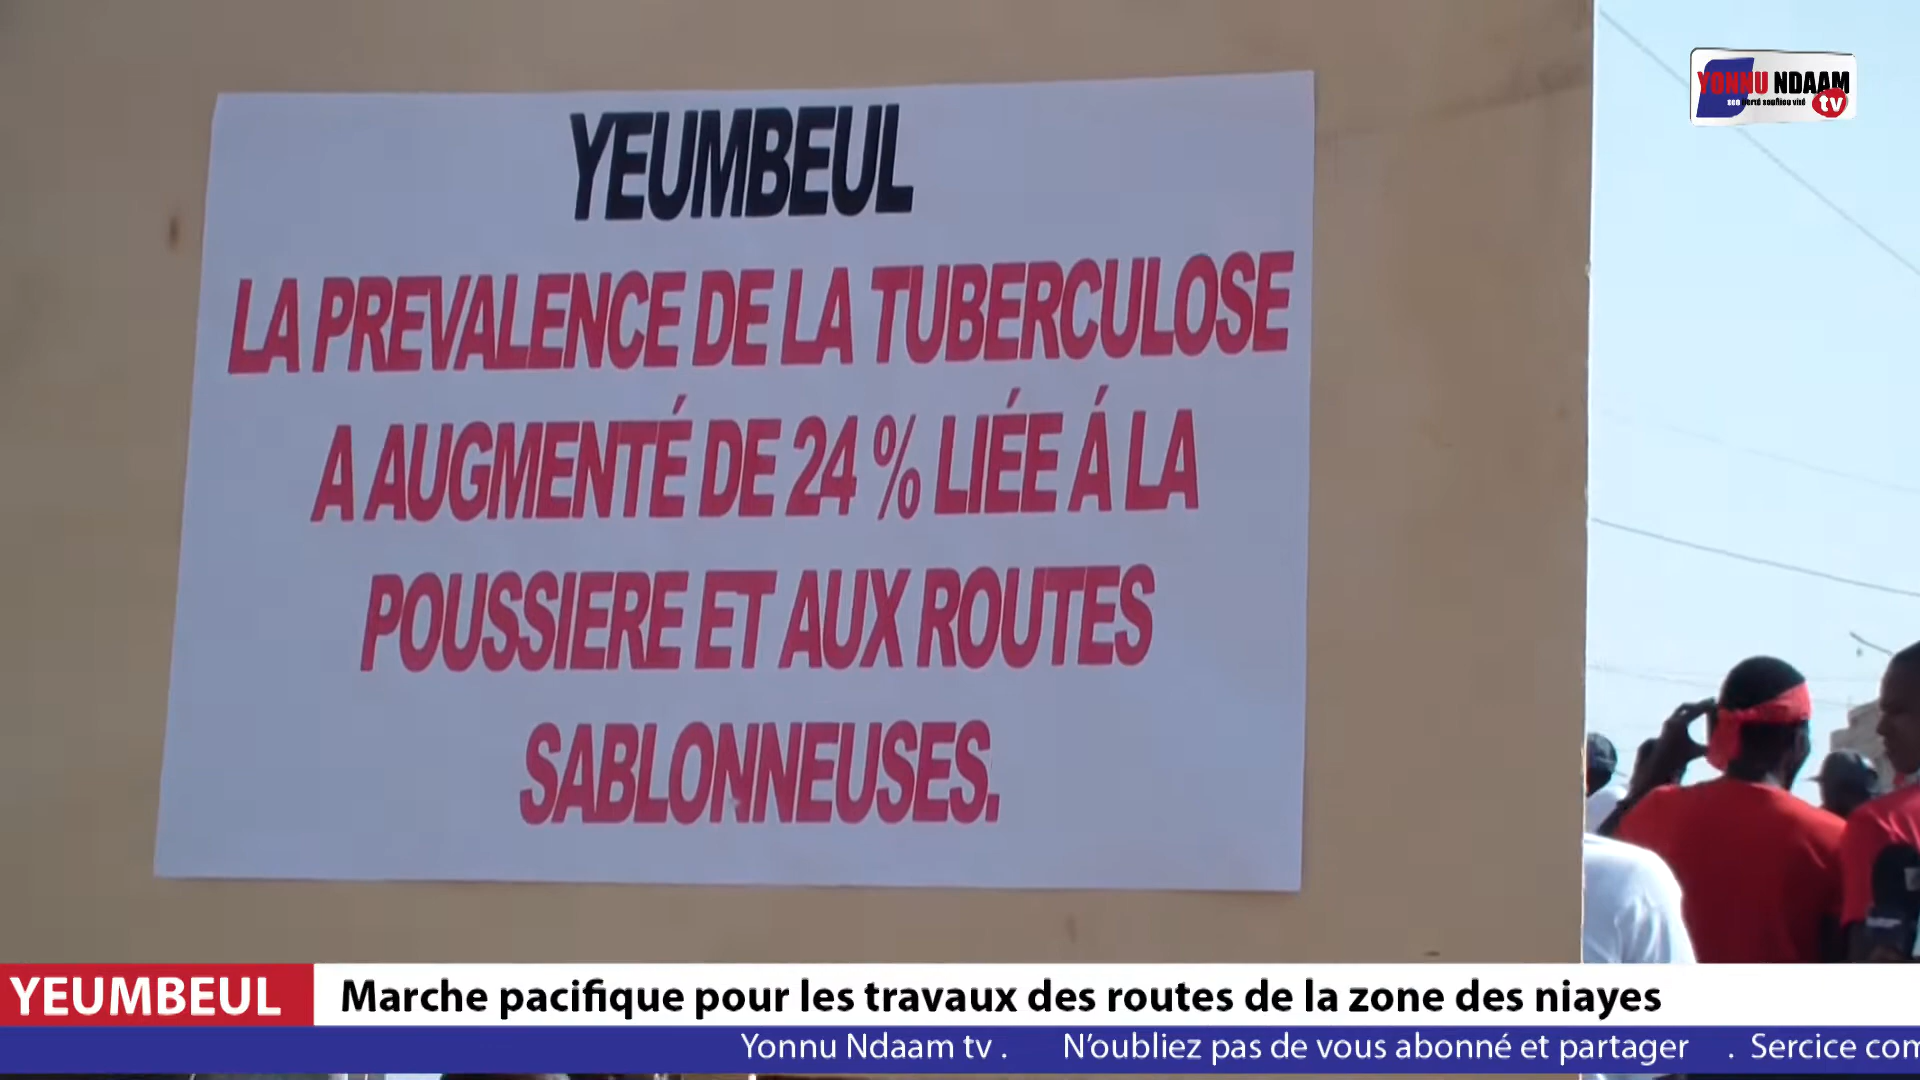 YONNU NDAAM
tv
YEUMBEUL
LA PREVALENCE DE LA TUBERCULOSE
A AUGMENTÉ DE 24 % LIÉE Á LA
POUSSIERE ET AUX ROUTES
SABLONNEUSES.
YEUMBEUL Marche pacifique pour les travaux des routes de la zone des niayes
Yonnu Ndaam tv . N'oubliez pas de vous abonné et partager . Sercice com